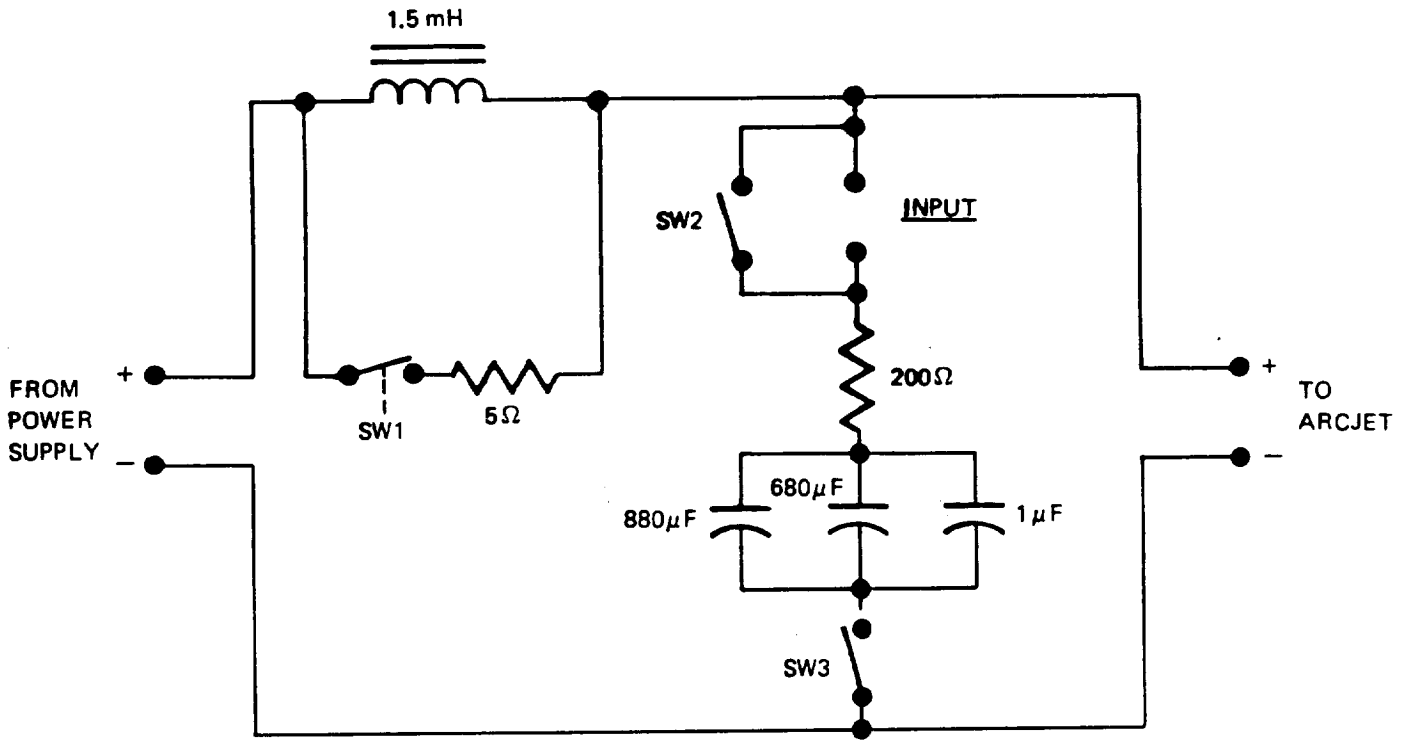 1.5 mH
SW2
INPUT
+
FROM
POWER
SUPPLY
−
SW1
5Ω
200Ω
+
TO
ARCJET
−
880μF
680μF
1μF
SW3